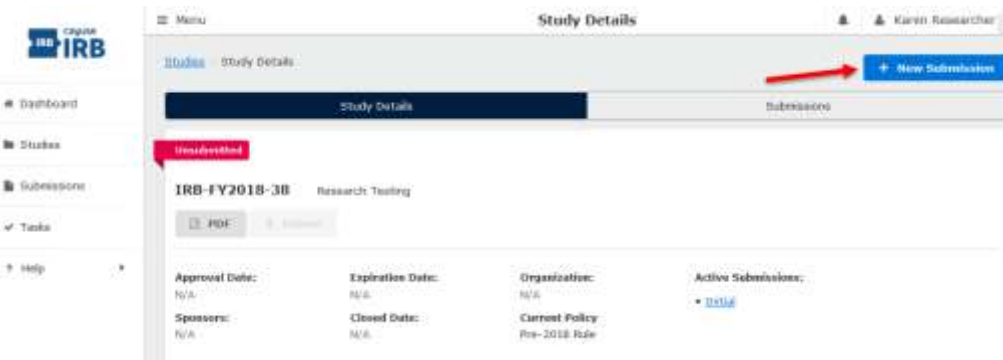 cayuse
IRB IRB
Menu
Study Details
Karen Researcher
Studies Study Details
+ New Submission
Dashboard
Studies
Submissions
Tasks
? Help
Study Details
Submissions
Unsubmitted
IRB-FY2018-38 Research Testing
PDF
Approval Date: Expiration Date: Organization: Active Submissions:
N/A N/A N/A • Initial
Sponsors: Closed Date: Current Policy
N/A N/A Pre-2018 Rule